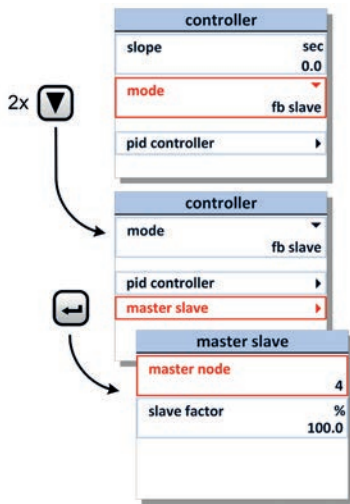 controller
slope sec
0.0
mode
fb slave
pid controller
2x
controller
mode
fb slave
pid controller
master slave
master slave
master node
4
slave factor %
100.0